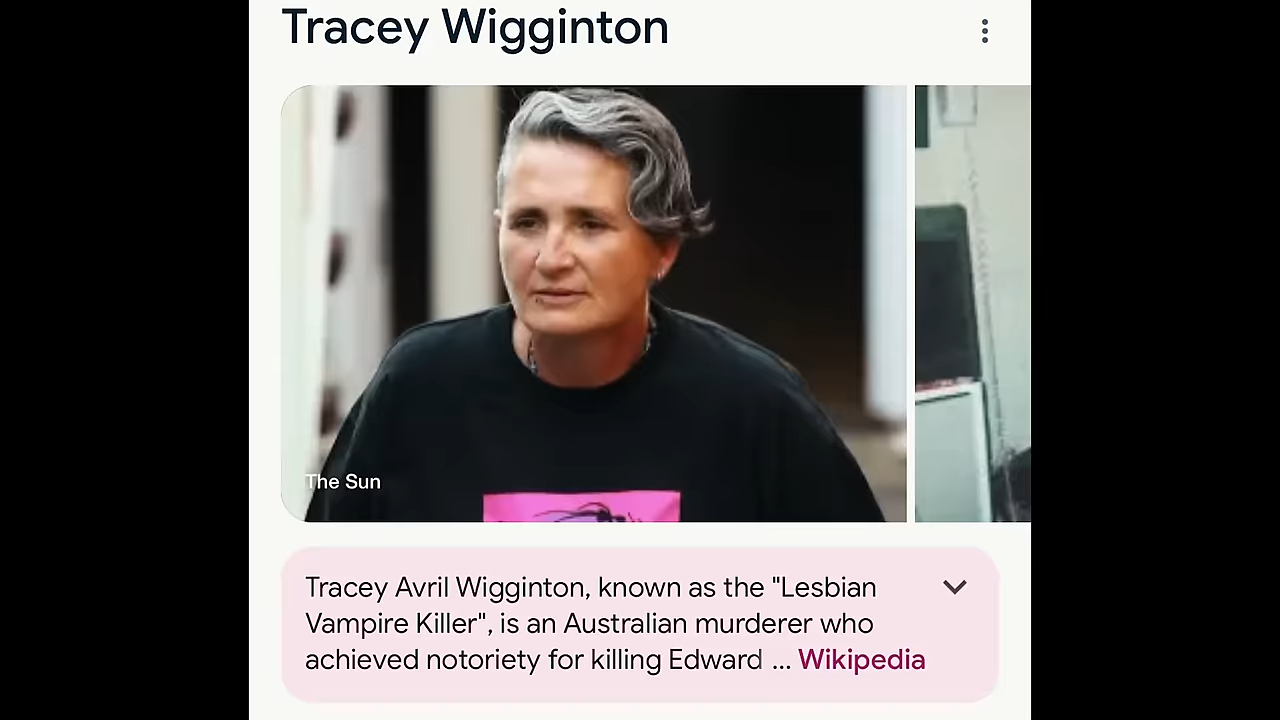 Tracey Wigginton
The Sun
Tracey Avril Wigginton, known as the "Lesbian
Vampire Killer", is an Australian murderer who
achieved notoriety for killing Edward ... Wikipedia